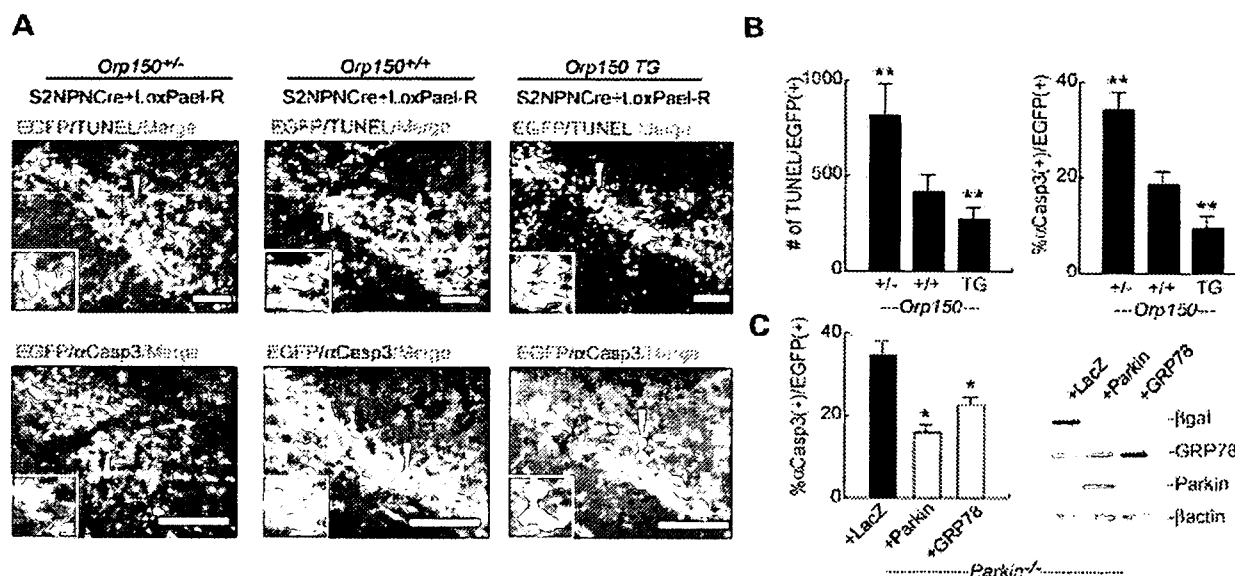 A
Orp150+/-
Orp150+/+
Orp150 TG
S2NPNCre+LoxPael-R
S2NPNCre+LoxPael-R
S2NPNCre+LoxPael-R
EGFP/TUNEL/Merge
EGFP/TUNEL/Merge
EGFP/TUNEL/Merge
EGFP/αCasp3/Merge
EGFP/αCasp3/Merge
EGFP/αCasp3/Merge
B
# of TUNEL/EGFP(+)
1000
500
0
**
**
+/-
+/+
TG
---Orp150---
%αCasp3(+)/EGFP(+)
40
20
0
**
**
+/-
+/+
TG
---Orp150---
C
%αCasp3(+)/EGFP(+)
40
20
0
*
*
+LacZ
+Parkin
+GRP78
Parkin-/-
+LacZ
+Parkin
+GRP78
-βgal
-GRP78
-Parkin
-βactin